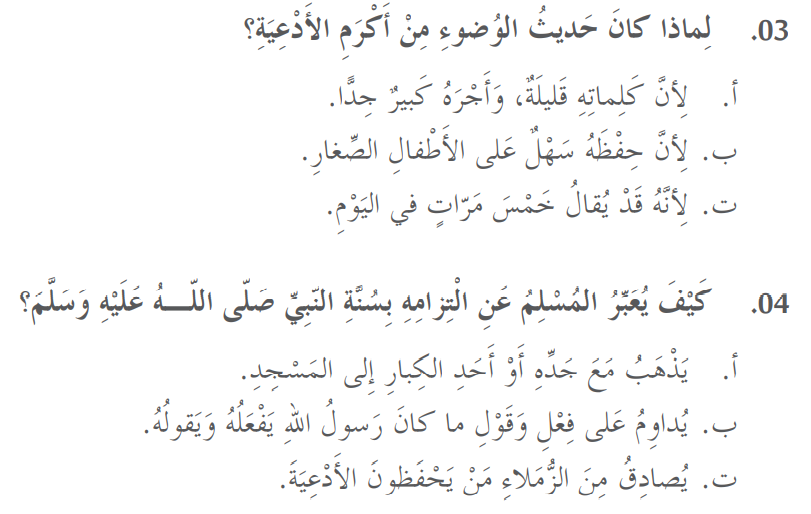 03. لِماذا كانَ حَديثُ الوُضوءِ مِنْ أَكْرَمِ الأَدْعِيَةِ؟
أ. لِأَنَّ كَلِماتِهِ قَليلَةٌ، وَأَجْرَهُ كَبيرٌ جِدًّا.
ب. لِأَنَّ حِفْظَهُ سَهْلٌ عَلى الأَطْفالِ الصِّغارِ.
ت. لِأَنَّهُ قَدْ يُقالُ خَمْسَ مَرّاتٍ في اليَوْمِ.
04. كَيْفَ يُعَبِّرُ المُسْلِمُ عَنِ الْتِزامِهِ بِسُنَّةِ النّبِيِّ صَلّى اللّـــهُ عَلَيْهِ وَسَلَّمَ؟
أ. يَذْهَبُ مَعَ جَدِّهِ أَوْ أَحَدِ الكِبارِ إِلى المَسْجِدِ.
ب. يُداوِمُ عَلى فِعْلِ وَقَوْلِ ما كانَ رَسولُ اللهِ يَفْعَلُهُ وَيَقولُهُ.
ت. يُصادِقُ مِنَ الزُّمَلاءِ مَنْ يَحْفَظونَ الأَدْعِيَةَ.